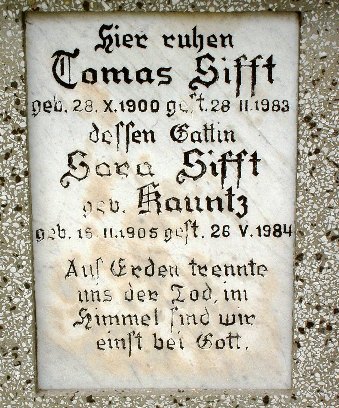 Hier ruhen
Tomas Sifft
geb. 28. X. 1900 gest. 28 II. 1983
dessen Gattin
Sara Sifft
geb. Kauntz
geb. 15 II. 1905 gest. 26 V. 1984
Auf Erden trennte
uns der Tod, im
Himmel sind wir
einst bei Gott.